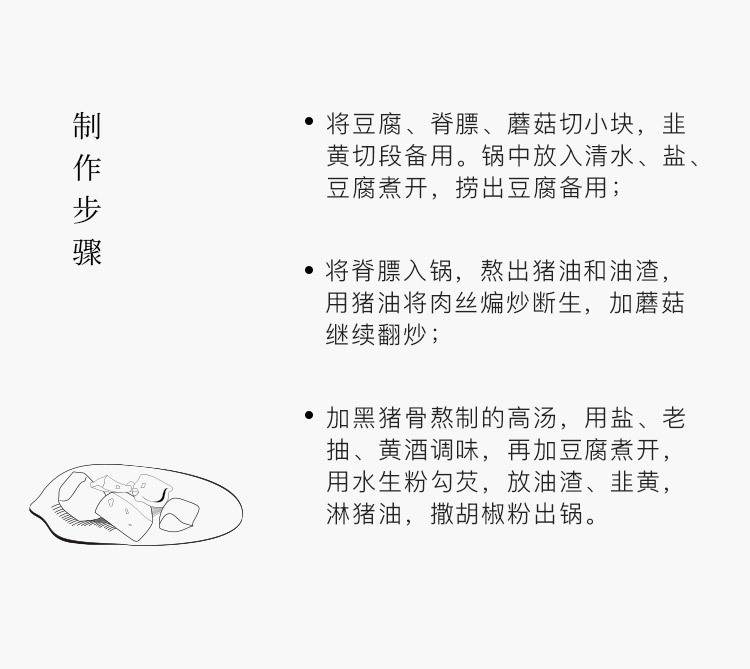 制作步骤
将豆腐、脊膘、蘑菇切小块，韭
黄切段备用。锅中放入清水、盐、
豆腐煮开，捞出豆腐备用；
将脊膘入锅，熬出猪油和油渣，
用猪油将肉丝煸炒断生，加蘑菇
继续翻炒；
加黑猪骨熬制的高汤，用盐、老
抽、黄酒调味，再加豆腐煮开，
用水生粉勾芡，放油渣、韭黄，
淋猪油，撒胡椒粉出锅。